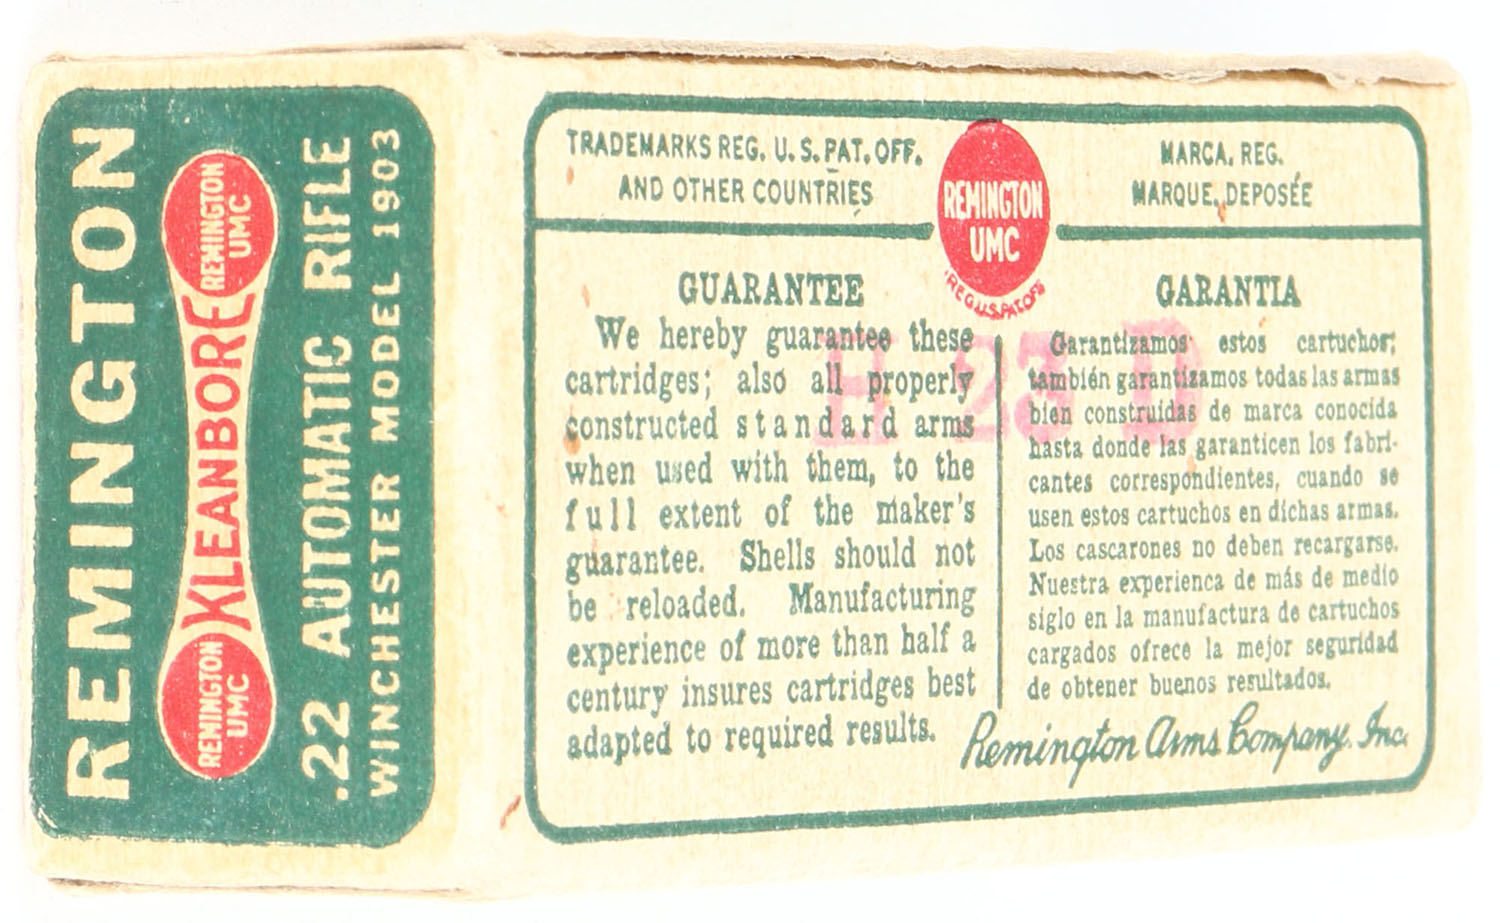 REMINGTON
REMINGTON
UMC
KLEANBORE
REMINGTON
UMC
.22 AUTOMATIC RIFLE
WINCHESTER MODEL 1903
TRADEMARKS REG. U. S. PAT. OFF.
AND OTHER COUNTRIES
REMINGTON
UMC
REG.U.S.PAT.OFF.
MARCA. REG.
MARQUE. DEPOSÉE
GUARANTEE
We hereby guarantee these
cartridges; also all properly
constructed standard arms
when used with them, to the
full extent of the maker's
guarantee. Shells should not
be reloaded. Manufacturing
experience of more than half a
century insures cartridges best
adapted to required results.
GARANTIA
Garantizamos estos cartuchos;
también garantizamos todas las armas
bien construidas de marca conocida
hasta donde las garanticen los fabri-
cantes correspondientes, cuando se
usen estos cartuchos en dichas armas.
Los cascarones no deben recargarse.
Nuestra experienca de más de medio
siglo en la manufactura de cartuchos
cargados ofrece la mejor seguridad
de obtener buenos resultados.
Remington Arms Company. Inc.
H 23 D